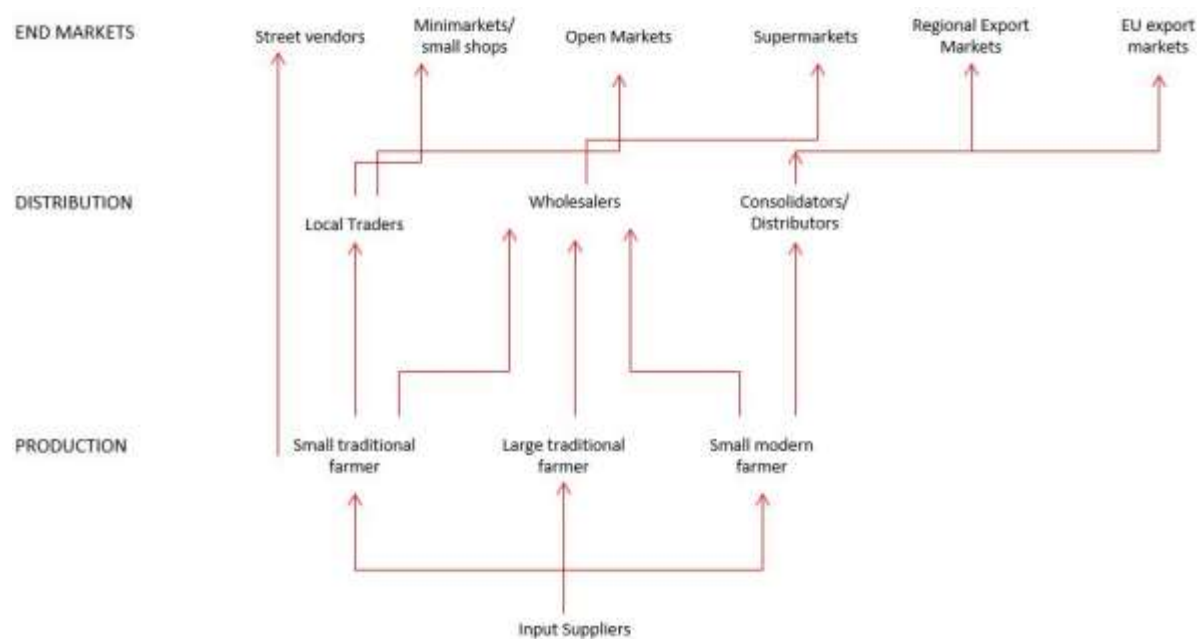 END MARKETS
Street vendors
Minimarkets/
small shops
Open Markets
Supermarkets
Regional Export
Markets
EU export
markets
DISTRIBUTION
Local Traders
Wholesalers
Consolidators/
Distributors
PRODUCTION
Small traditional
farmer
Large traditional
farmer
Small modern
farmer
Input Suppliers